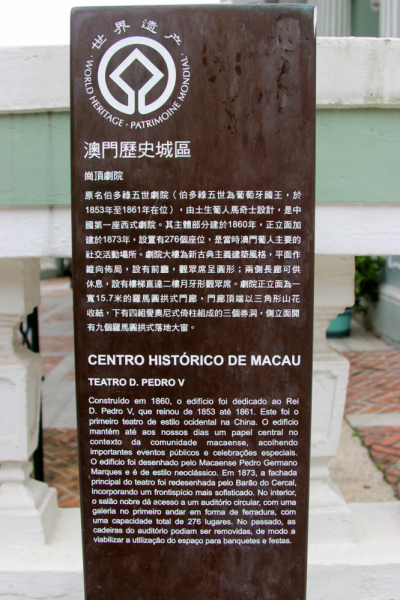 世界遺产
WORLD HERITAGE · PATRIMOINE MONDIAL
澳門歷史城區
崗頂劇院
原名伯多祿五世劇院（伯多祿五世為葡萄牙國王，於
1853年至1861年在位），由土生葡人馬奇士設計，是中
國第一座西式劇院。其主體部分建於1860年，正立面加
建於1873年，設置有276個座位，是當時澳門葡人主要的
社交活動場所。劇院大樓為新古典主義建築風格，平面作
縱向佈局，設有前廳，觀眾席呈圓形；兩側長廊可供
休息，設有樓梯直達二樓月牙形觀眾席。劇院正立面為一
寬15.7米的羅馬圓拱式門廊，門廊頂端以三角形山花
收結，下有四組愛奧尼式倚柱組成的三個券洞，側立面開
有九個羅馬圓拱式落地大窗。
CENTRO HISTÓRICO DE MACAU
TEATRO D. PEDRO V
Construído em 1860, o edifício foi dedicado ao Rei
D. Pedro V, que reinou de 1853 até 1861. Este foi o
primeiro teatro de estilo ocidental na China. O edifício
mantém até aos nossos dias um papel central no
contexto da comunidade macaense, acolhendo
importantes eventos públicos e celebrações especiais.
O edifício foi desenhado pelo Macaense Pedro Germano
Marques e é de estilo neoclássico. Em 1873, a fachada
principal do teatro foi redesenhada pelo Barão do Cercal,
incorporando um frontispício mais sofisticado. No interior,
o salão nobre dá acesso a um auditório circular, com uma
galeria no primeiro andar em forma de ferradura, com
uma capacidade total de 276 lugares. No passado, as
cadeiras do auditório podiam ser removidas, de modo a
viabilizar a utilização do espaço para banquetes e festas.